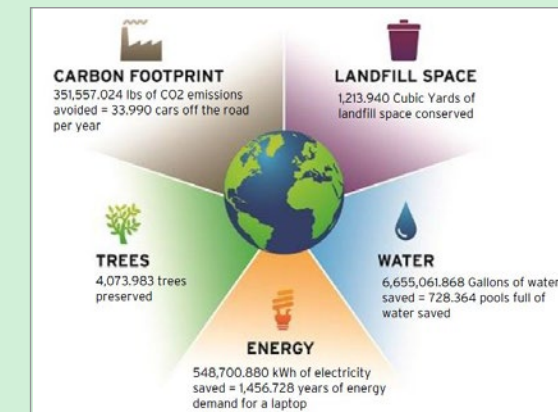 CARBON FOOTPRINT
351,557.024 lbs of CO2 emissions
avoided = 33.990 cars off the road
per year
LANDFILL SPACE
1,213.940 Cubic Yards of
landfill space conserved
TREES
4,073.983 trees
preserved
WATER
6,655,061.868 Gallons of water
saved = 728.364 pools full of
water saved
ENERGY
548,700.880 kWh of electricity
saved = 1,456.728 years of energy
demand for a laptop